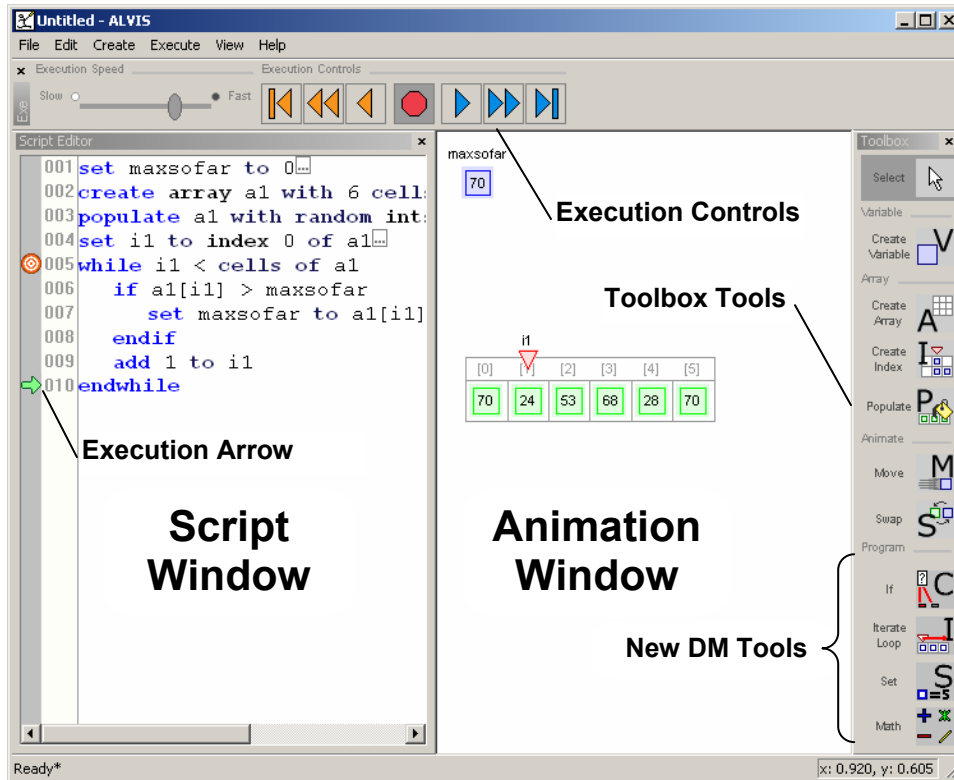 Untitled - ALVIS
File Edit Create Execute View Help
Execution Speed Execution Controls
Exe
Slow Fast
Script Editor
001 set maxsofar to 0...
002 create array a1 with 6 cell
003 populate a1 with random int
004 set i1 to index 0 of a1...
005 while i1 < cells of a1
006 if a1[i1] > maxsofar
007 set maxsofar to a1[i1]
008 endif
009 add 1 to i1
010 endwhile
Execution Arrow
Script
Window
maxsofar
70
Execution Controls
Toolbox Tools
i1
[0] [1] [2] [3] [4] [5]
70 24 53 68 28 70
Animation
Window
New DM Tools
Toolbox
Select
Variable
Create
Variable
V
Array
Create
Array
A
Create
Index
I
Populate
P
Animate
Move
M
Swap
S
Program
If
? C
Iterate
Loop
I
Set
S
=5
Math
Ready*
x: 0.920, y: 0.605